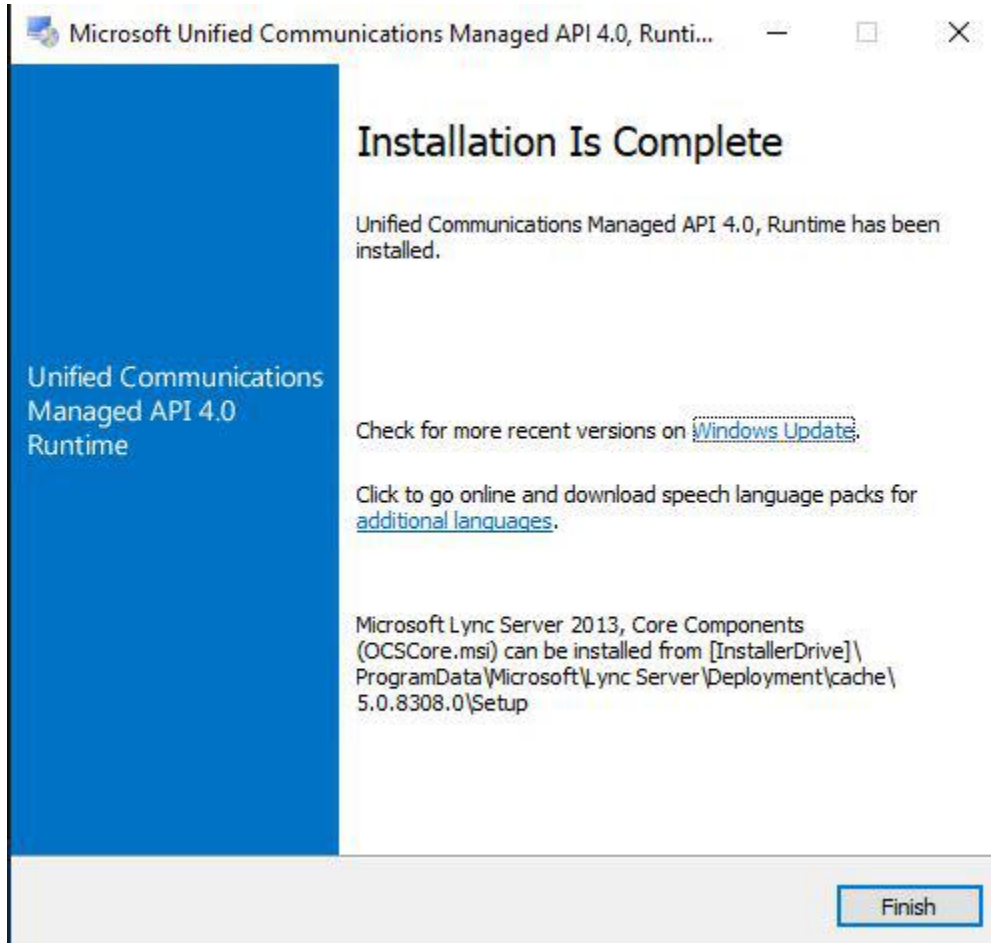 Microsoft Unified Communications Managed API 4.0, Runti...
Installation Is Complete
Unified Communications Managed API 4.0, Runtime has been
installed.
Unified Communications
Managed API 4.0
Runtime
Check for more recent versions on Windows Update.
Click to go online and download speech language packs for
additional languages.
Microsoft Lync Server 2013, Core Components
(OCSCore.msi) can be installed from [InstallerDrive]\
ProgramData\Microsoft\Lync Server\Deployment\cache\
5.0.8308.0\Setup
Finish